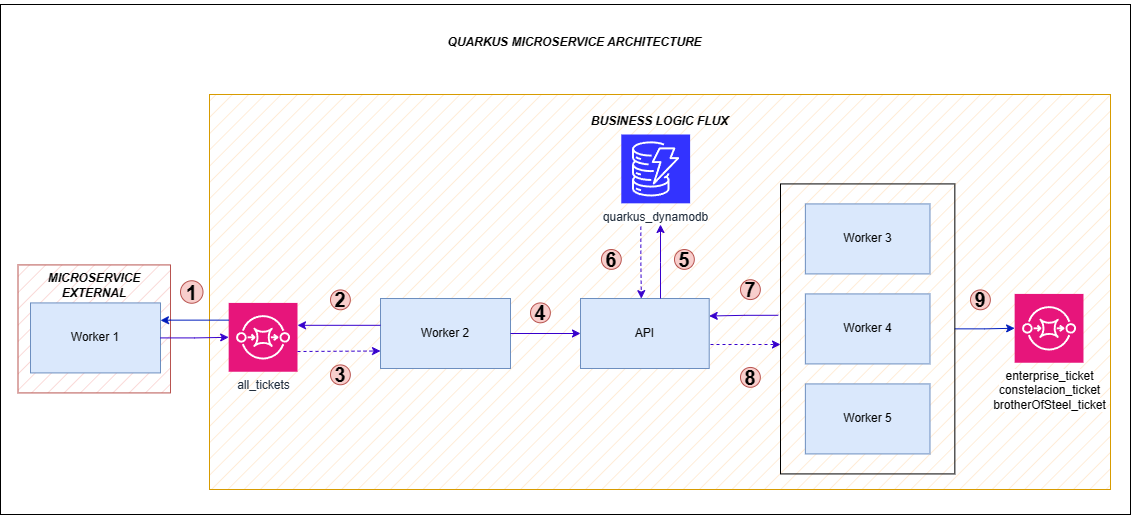 QUARKUS MICROSERVICE ARCHITECTURE
BUSINESS LOGIC FLUX
quarkus_dynamodb
MICROSERVICE
EXTERNAL
Worker 1
1
all_tickets
2
3
Worker 2
4
6
5
API
7
8
Worker 3
Worker 4
Worker 5
9
enterprise_ticket
constelacion_ticket
brotherOfSteel_ticket